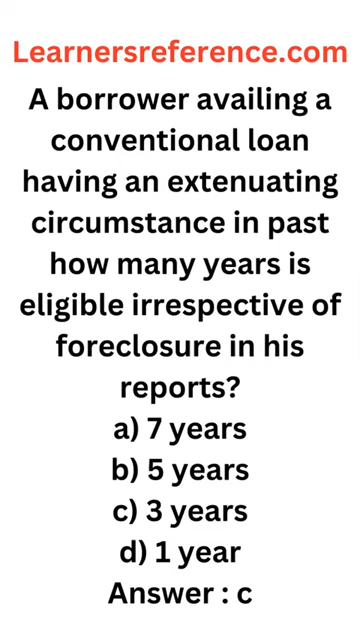 Learnersreference.com
A borrower availing a
conventional loan
having an extenuating
circumstance in past
how many years is
eligible irrespective of
foreclosure in his
reports?
a) 7 years
b) 5 years
c) 3 years
d) 1 year
Answer : c